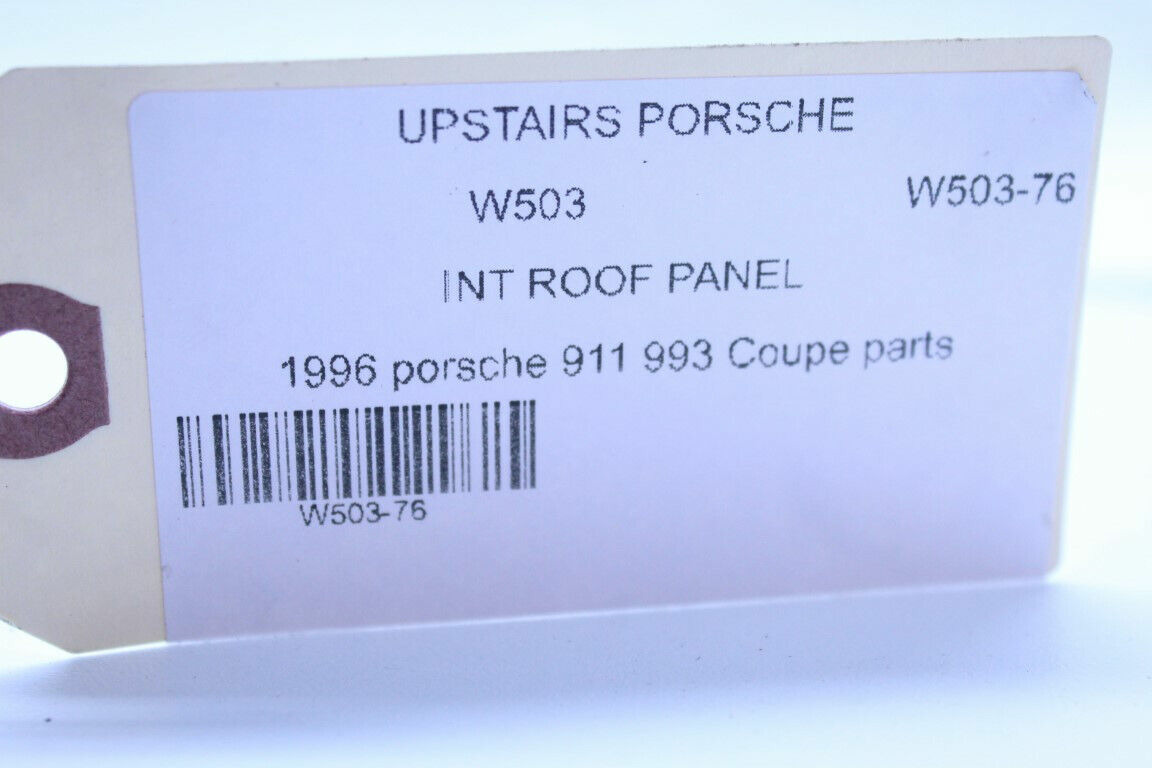 UPSTAIRS PORSCHE
W503 W503-76
INT ROOF PANEL
1996 porsche 911 993 Coupe parts
W503-76